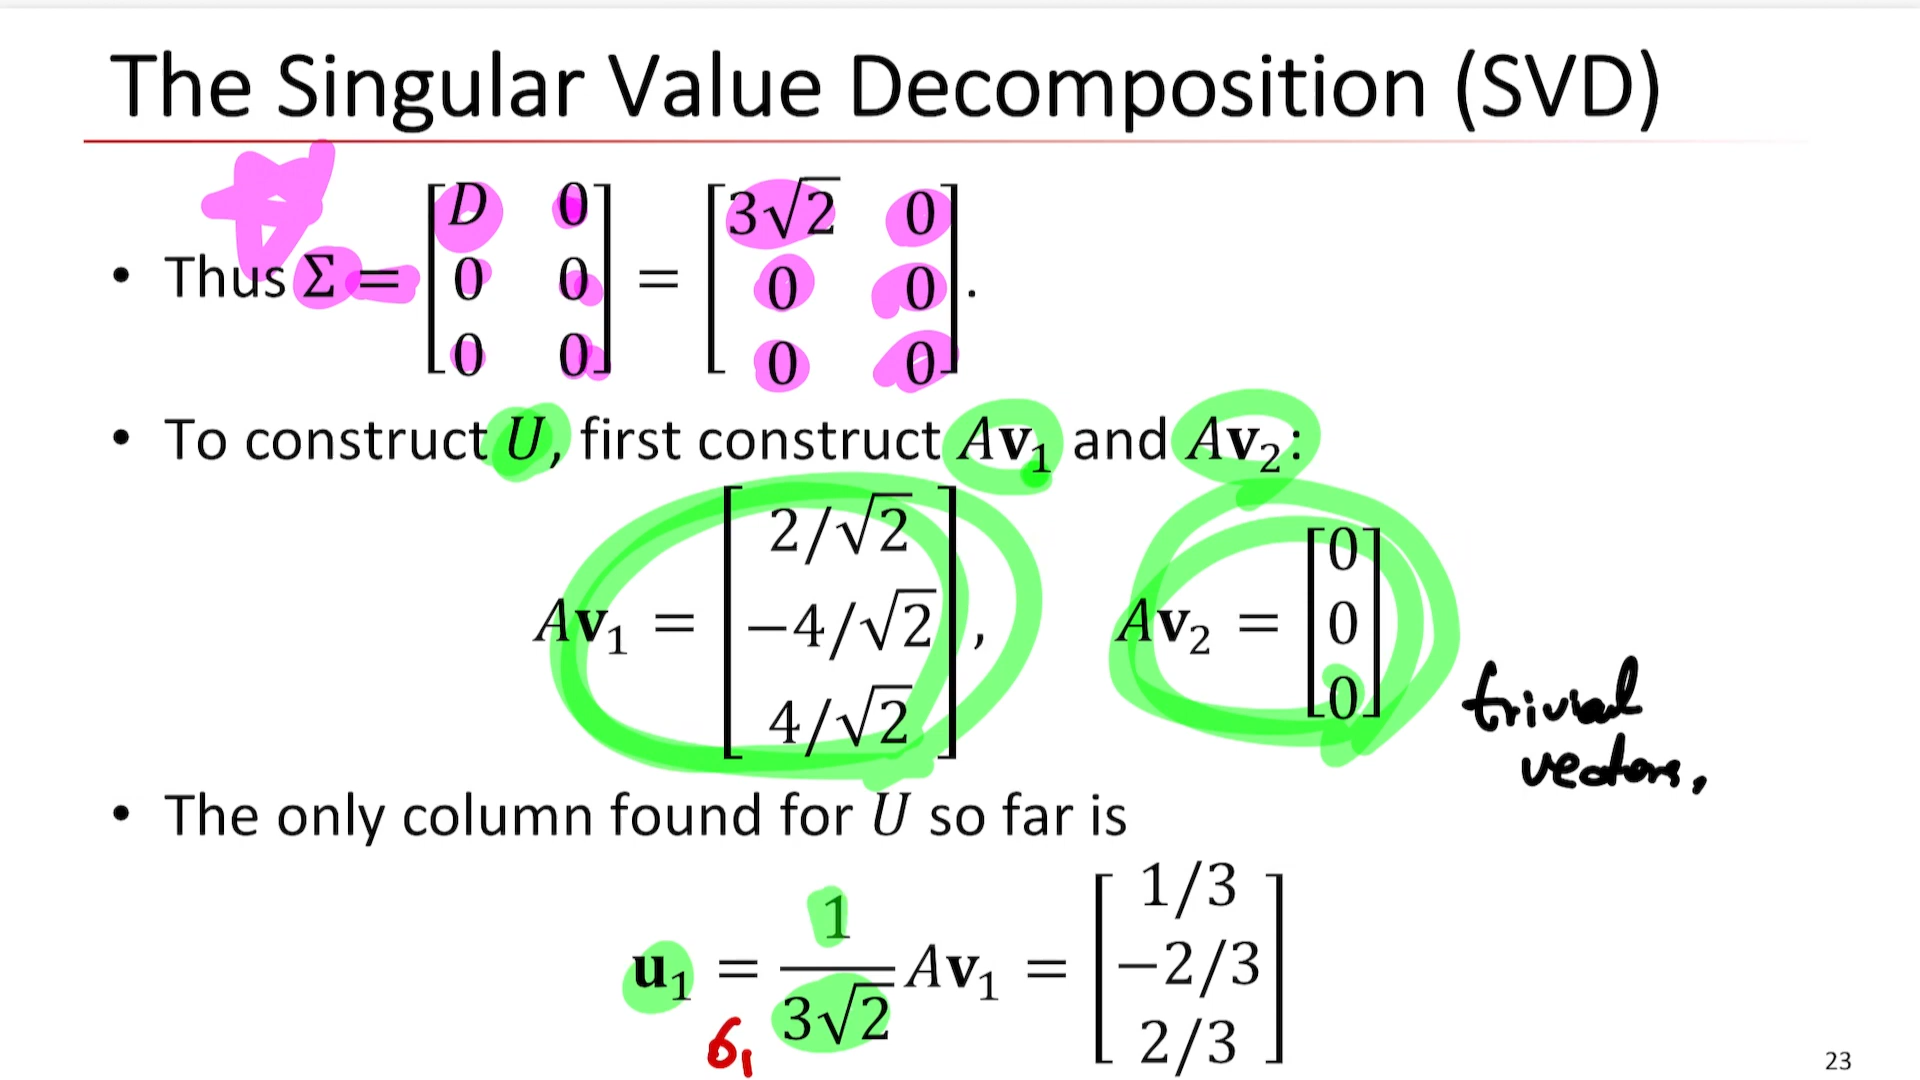 The Singular Value Decomposition (SVD)
• Thus Σ = [D 0; 0 0; 0 0] = [3√2 0; 0 0; 0 0].
• To construct U, first construct Av₁ and Av₂:
Av₁ = [2/√2; −4/√2; 4/√2], Av₂ = [0; 0; 0]
trivial
vectors,
• The only column found for U so far is
u₁ = 1/(3√2) Av₁ = [1/3; −2/3; 2/3]
σ₁
23